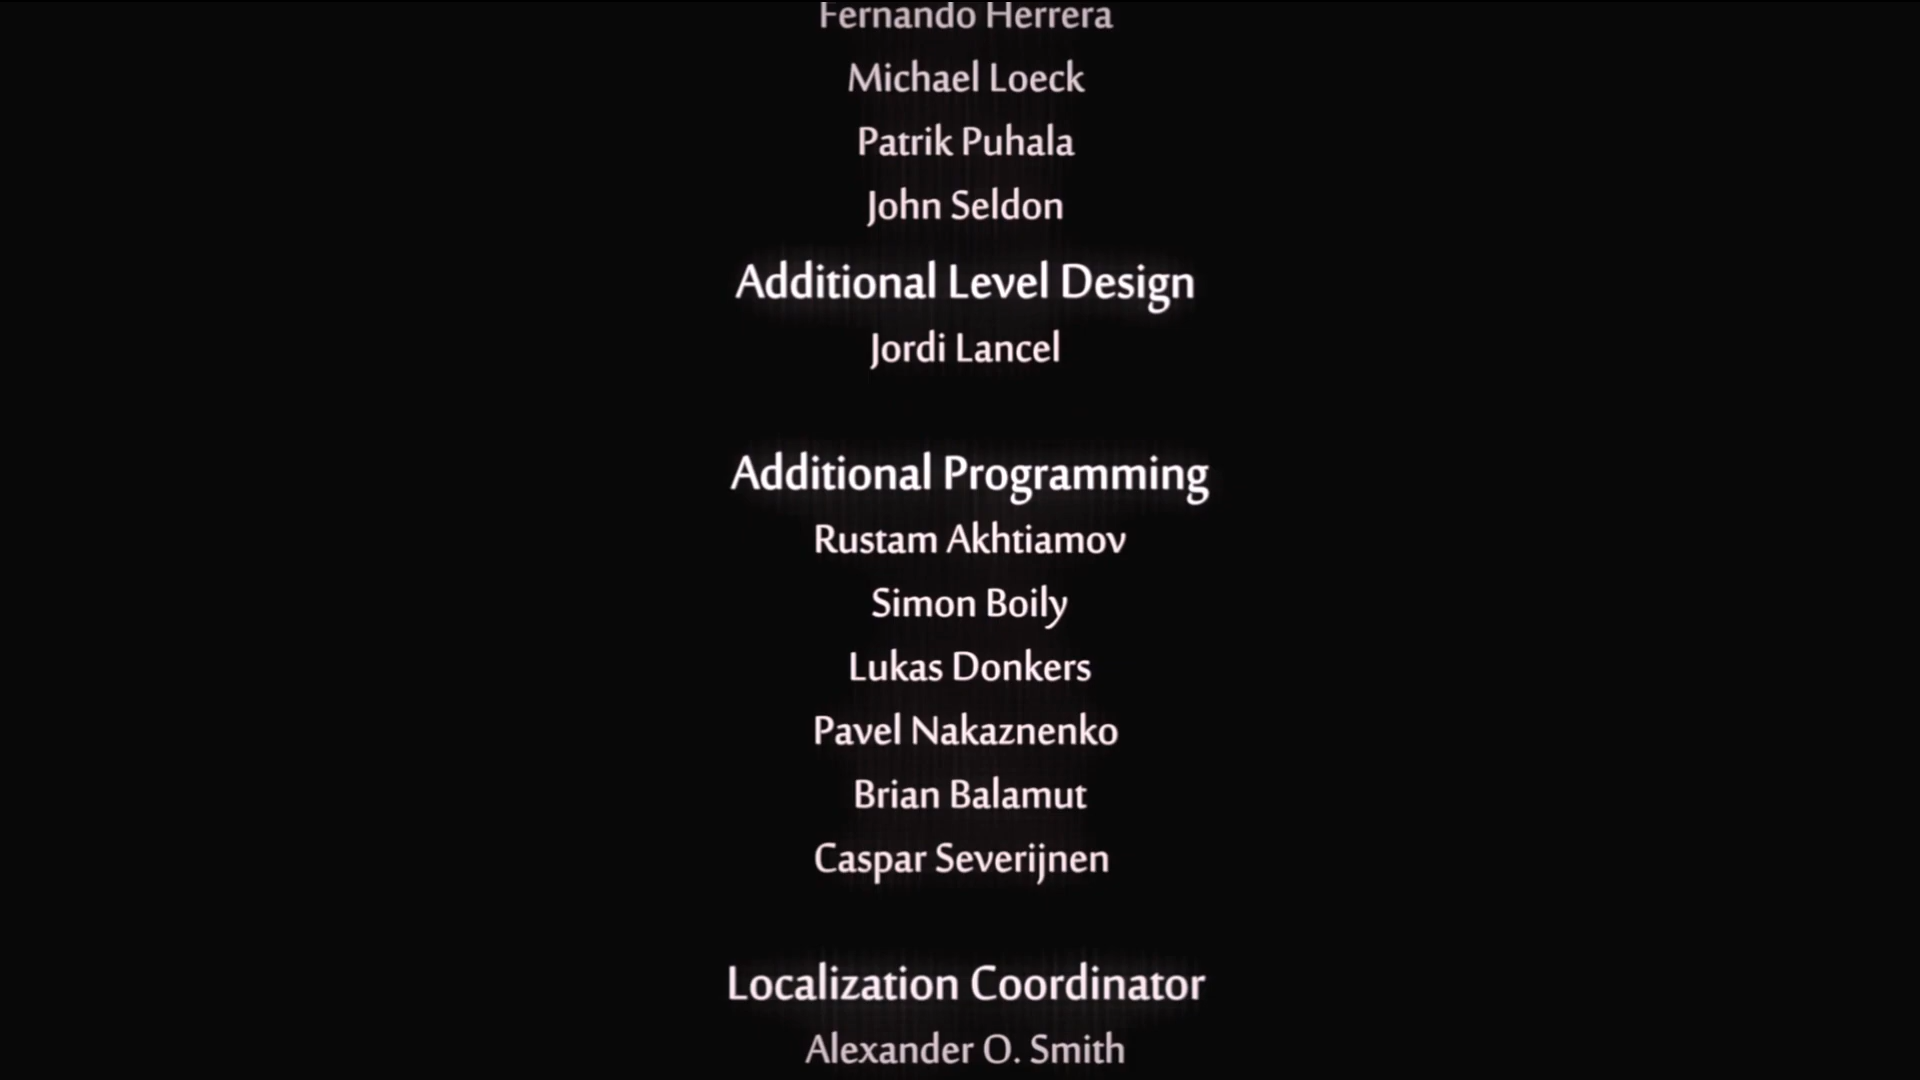 Fernando Herrera
Michael Loeck
Patrik Puhala
John Seldon
Additional Level Design
Jordi Lancel
Additional Programming
Rustam Akhtiamov
Simon Boily
Lukas Donkers
Pavel Nakaznenko
Brian Balamut
Caspar Severijnen
Localization Coordinator
Alexander O. Smith